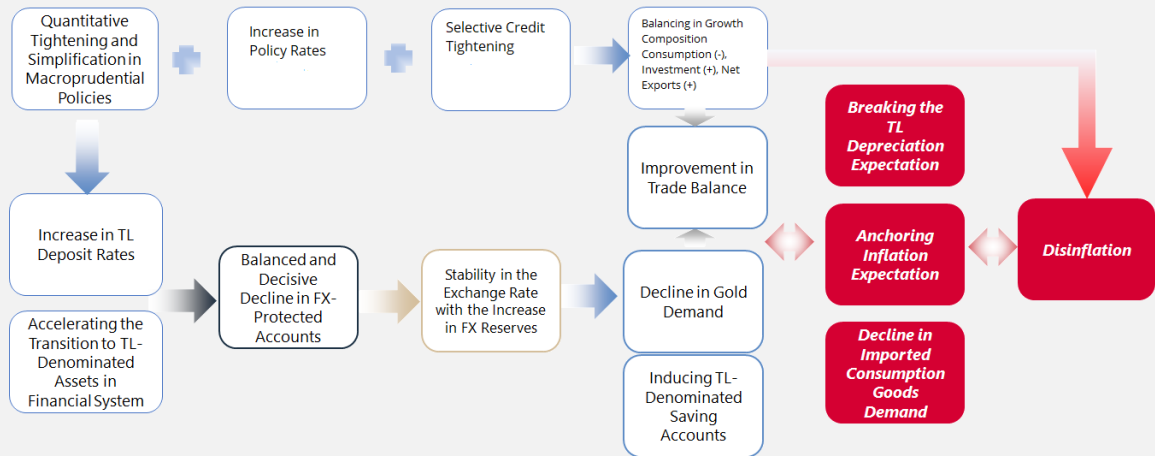 Quantitative
Tightening and
Simplification in
Macroprudential
Policies
Increase in
Policy Rates
Selective Credit
Tightening
Balancing in Growth
Composition
Consumption (-),
Investment (+), Net
Exports (+)
Breaking the
TL
Depreciation
Expectation
Improvement in
Trade Balance
Increase in TL
Deposit Rates
Balanced and
Decisive
Decline in FX-
Protected
Accounts
Stability in the
Exchange Rate
with the Increase
in FX Reserves
Decline in Gold
Demand
Anchoring
Inflation
Expectation
Disinflation
Accelerating the
Transition to TL-
Denominated
Assets in
Financial System
Inducing TL-
Denominated
Saving
Accounts
Decline in
Imported
Consumption
Goods
Demand